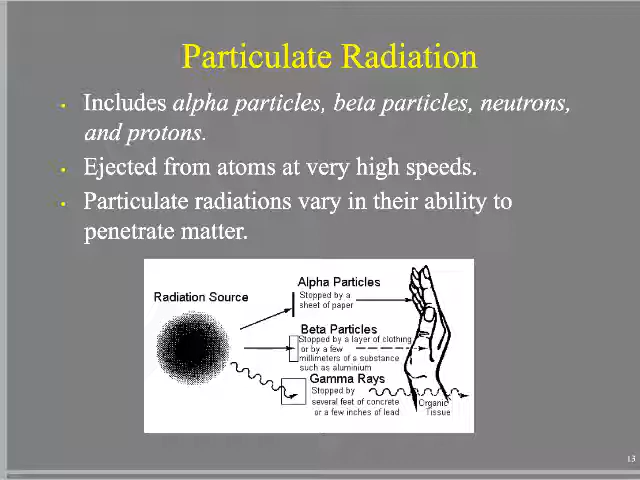 Particulate Radiation
Includes alpha particles, beta particles, neutrons,
and protons.
Ejected from atoms at very high speeds.
Particulate radiations vary in their ability to
penetrate matter.
Radiation Source
Alpha Particles
Stopped by a
sheet of paper
Beta Particles
Stopped by a layer of clothing
or by a few
millimeters of a substance
such as aluminium
Gamma Rays
Stopped by
several feet of concrete
or a few inches of lead
Organic
Tissue
13